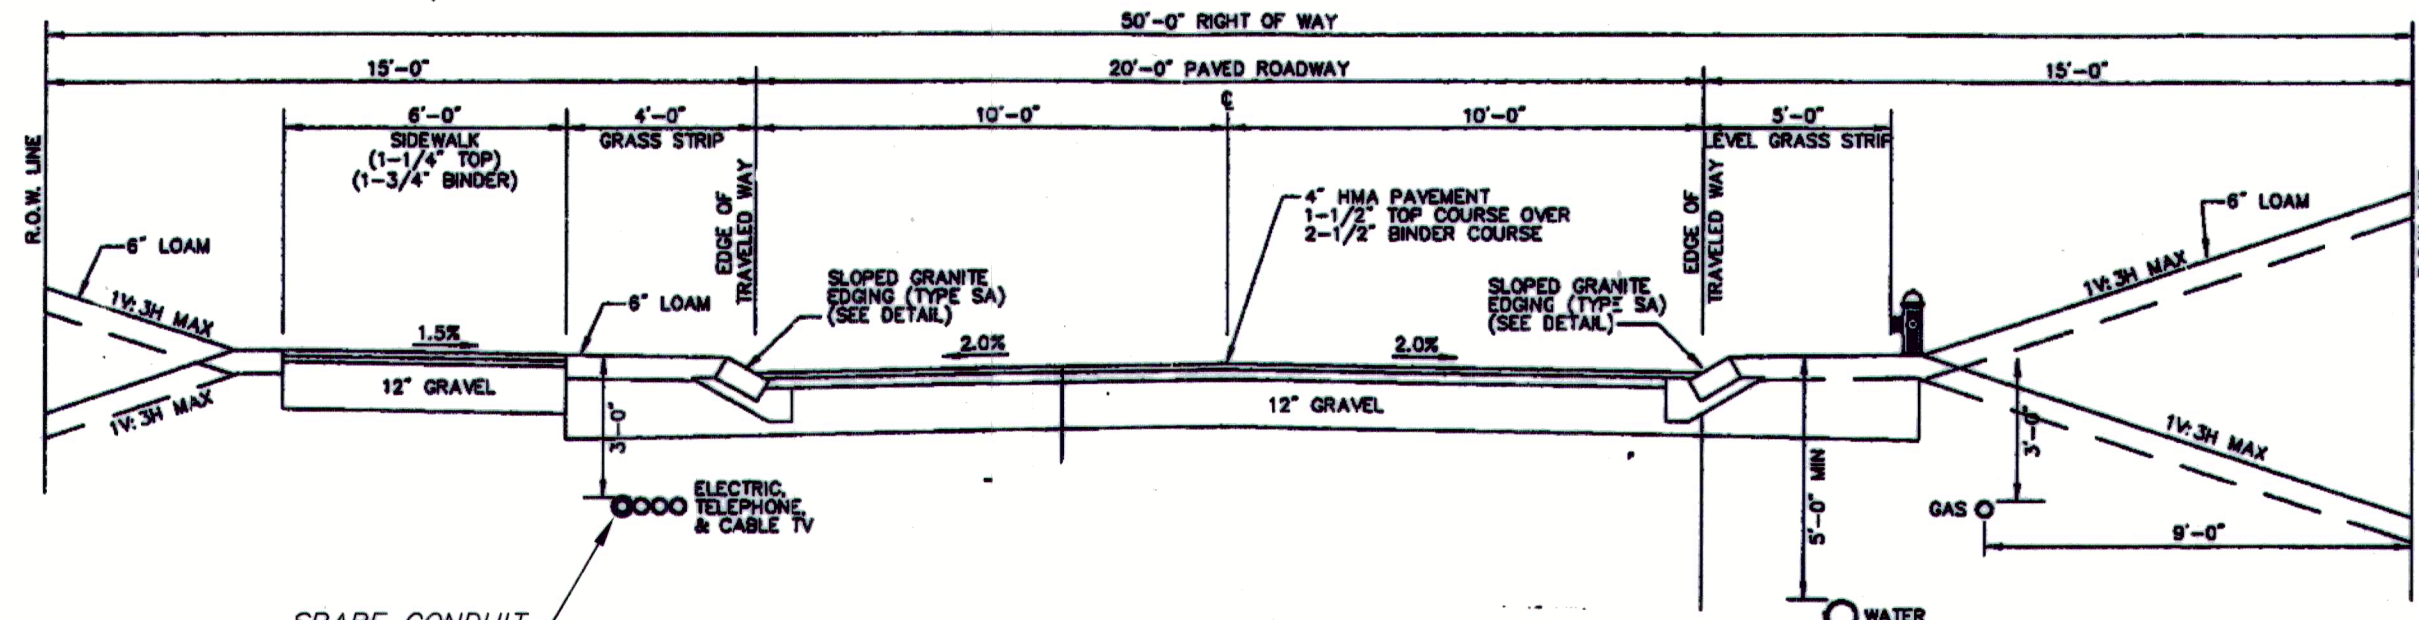 50'-0" RIGHT OF WAY
15'-0"
20'-0" PAVED ROADWAY
15'-0"
6'-0"
SIDEWALK
(1-1/4" TOP)
(1-3/4" BINDER)
4'-0"
GRASS STRIP
10'-0"
℄
10'-0"
5'-0"
LEVEL GRASS STRIP
R.O.W. LINE
EDGE OF
TRAVELED WAY
4" HMA PAVEMENT
1-1/2" TOP COURSE OVER
2-1/2" BINDER COURSE
EDGE OF
TRAVELED WAY
6" LOAM
6" LOAM
1V:3H MAX
6" LOAM
SLOPED GRANITE
EDGING (TYPE SA)
(SEE DETAIL)
SLOPED GRANITE
EDGING (TYPE SA)
(SEE DETAIL)
1V:3H MAX
1.5%
2.0%
2.0%
12" GRAVEL
12" GRAVEL
1V:3H MAX
1V:3H MAX
3'-0"
3'-0"
5'-0" MIN
ELECTRIC,
TELEPHONE,
& CABLE TV
GAS
9'-0"
SPARE CONDUIT
WATER